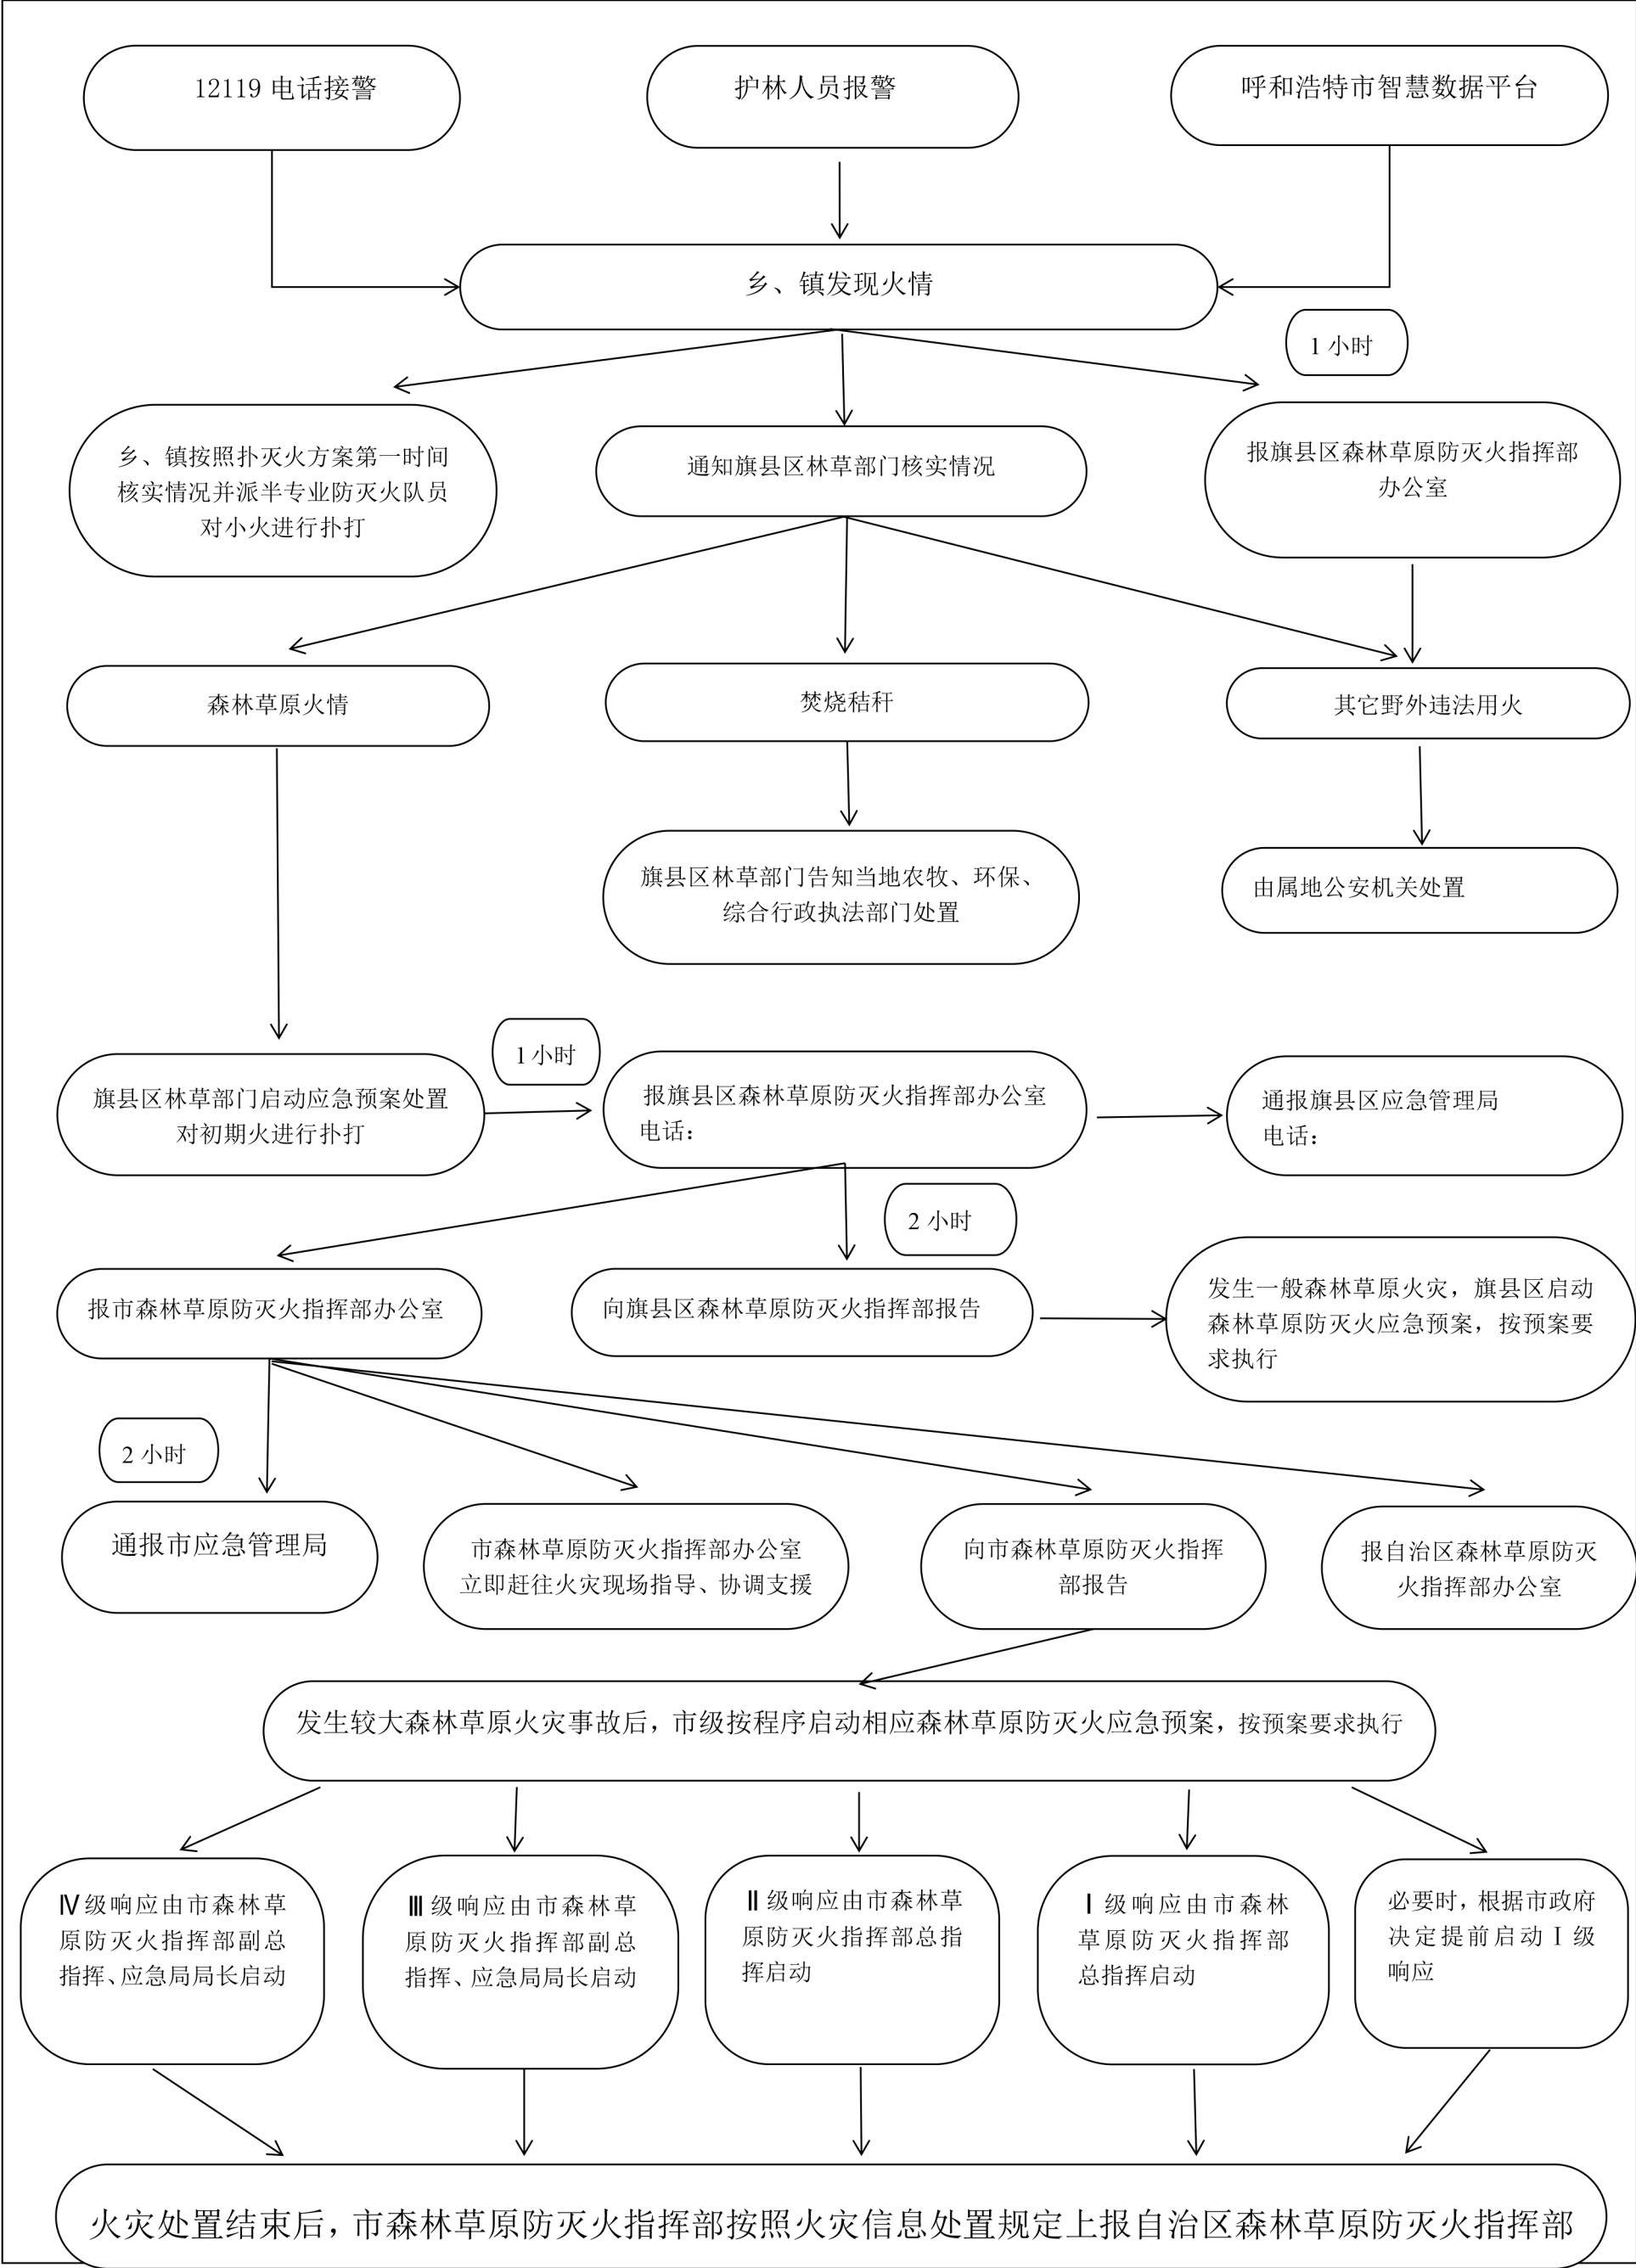 12119 电话接警
护林人员报警
呼和浩特市智慧数据平台
乡、镇发现火情
1 小时
乡、镇按照扑灭火方案第一时间
核实情况并派半专业防灭火队员
对小火进行扑打
通知旗县区林草部门核实情况
报旗县区森林草原防灭火指挥部
办公室
森林草原火情
焚烧秸秆
其它野外违法用火
旗县区林草部门告知当地农牧、环保、
综合行政执法部门处置
由属地公安机关处置
旗县区林草部门启动应急预案处置
对初期火进行扑打
1 小时
报旗县区森林草原防灭火指挥部办公室
电话：
通报旗县区应急管理局
电话：
2 小时
报市森林草原防灭火指挥部办公室
向旗县区森林草原防灭火指挥部报告
发生一般森林草原火灾，旗县区启动
森林草原防灭火应急预案，按预案要
求执行
2 小时
通报市应急管理局
市森林草原防灭火指挥部办公室
立即赶往火灾现场指导、协调支援
向市森林草原防灭火指挥
部报告
报自治区森林草原防灭
火指挥部办公室
发生较大森林草原火灾事故后，市级按程序启动相应森林草原防灭火应急预案，按预案要求执行
Ⅳ级响应由市森林草
原防灭火指挥部副总
指挥、应急局局长启动
Ⅲ级响应由市森林草
原防灭火指挥部副总
指挥、应急局局长启动
Ⅱ级响应由市森林草
原防灭火指挥部总指
挥启动
Ⅰ级响应由市森林
草原防灭火指挥部
总指挥启动
必要时，根据市政府
决定提前启动Ⅰ级
响应
火灾处置结束后，市森林草原防灭火指挥部按照火灾信息处置规定上报自治区森林草原防灭火指挥部